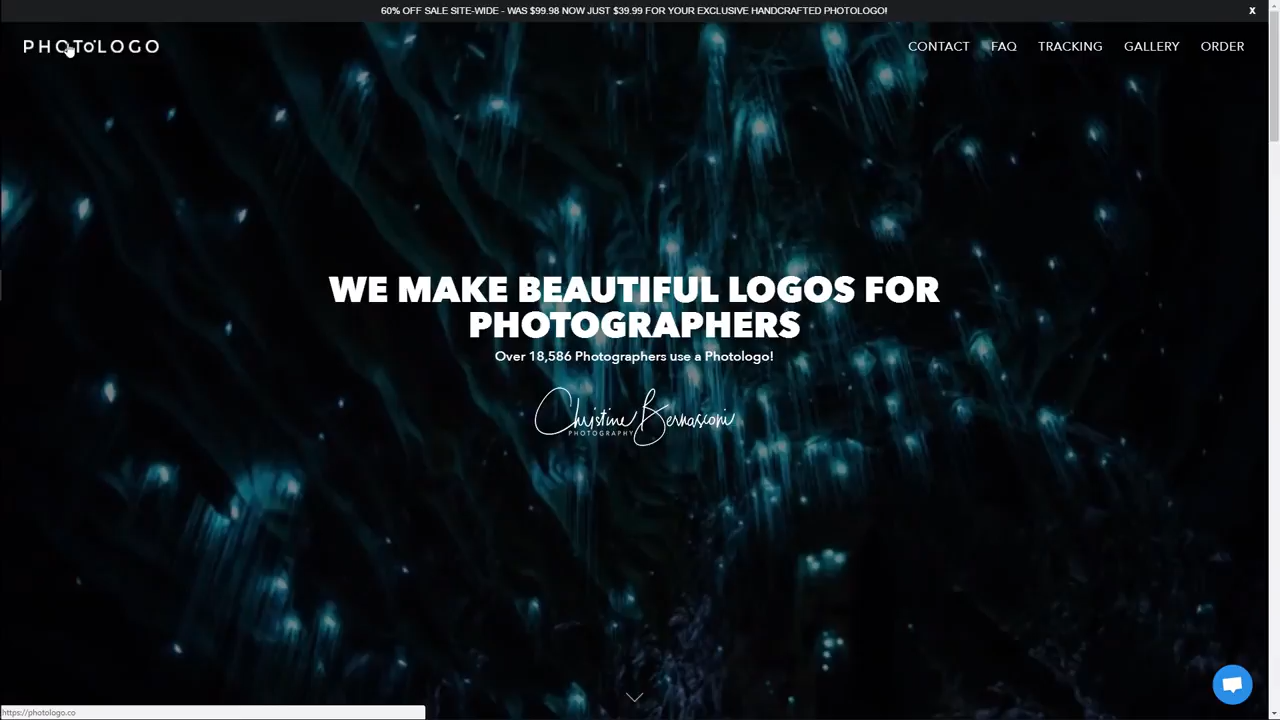 60% OFF SALE SITE-WIDE - WAS $99.98 NOW JUST $39.99 FOR YOUR EXCLUSIVE HANDCRAFTED PHOTOLOGO!
X
PHOToLOGO
CONTACT FAQ TRACKING GALLERY ORDER
WE MAKE BEAUTIFUL LOGOS FOR
PHOTOGRAPHERS
Over 18,586 Photographers use a Photologo!
Christine Bernasconi
PHOTOGRAPHY
https://photologo.co